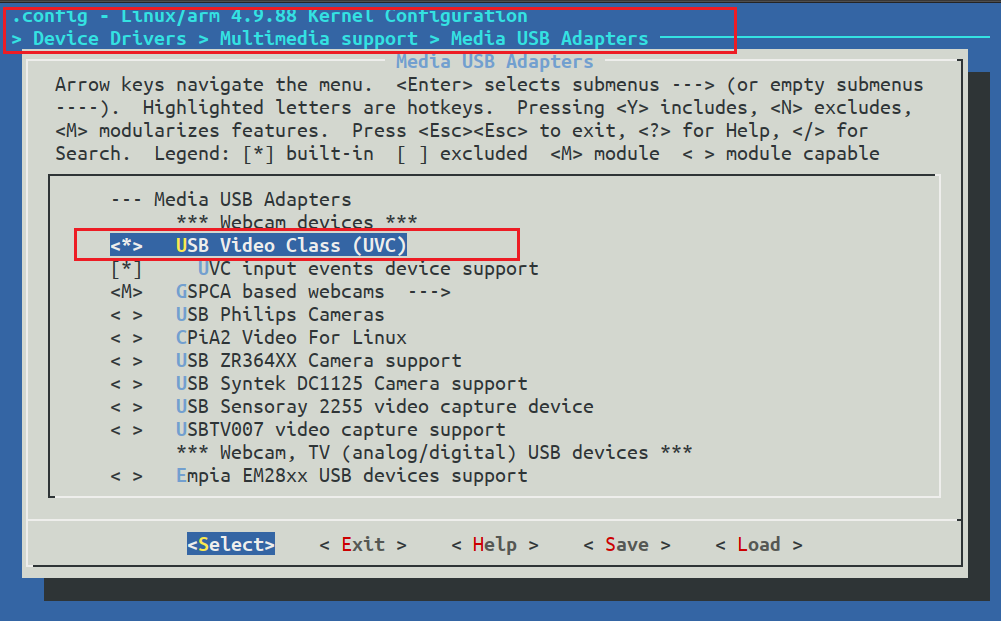 .config - Linux/arm 4.9.88 Kernel Configuration
> Device Drivers > Multimedia support > Media USB Adapters
Media USB Adapters
Arrow keys navigate the menu.  <Enter> selects submenus ---> (or empty submenus
----).  Highlighted letters are hotkeys.  Pressing <Y> includes, <N> excludes,
<M> modularizes features.  Press <Esc><Esc> to exit, <?> for Help, </> for
Search.  Legend: [*] built-in  [ ] excluded  <M> module  < > module capable
--- Media USB Adapters
*** Webcam devices ***
<*>   USB Video Class (UVC)
[*]     UVC input events device support
<M>   GSPCA based webcams  --->
< >   USB Philips Cameras
< >   CPiA2 Video For Linux
< >   USB ZR364XX Camera support
< >   USB Syntek DC1125 Camera support
< >   USB Sensoray 2255 video capture device
< >   USBTV007 video capture support
*** Webcam, TV (analog/digital) USB devices ***
< >   Empia EM28xx USB devices support
<Select>    < Exit >    < Help >    < Save >    < Load >